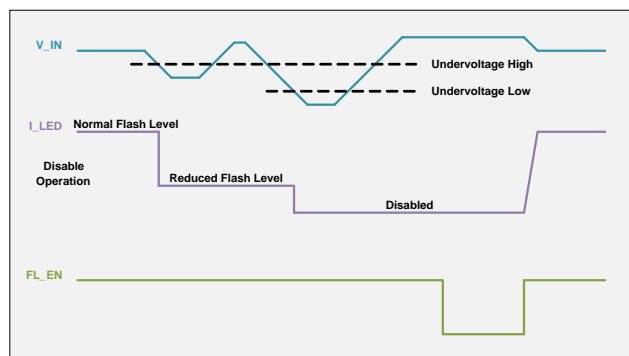 V_IN
Undervoltage High
Undervoltage Low
I_LED
Normal Flash Level
Disable
Operation
Reduced Flash Level
Disabled
FL_EN